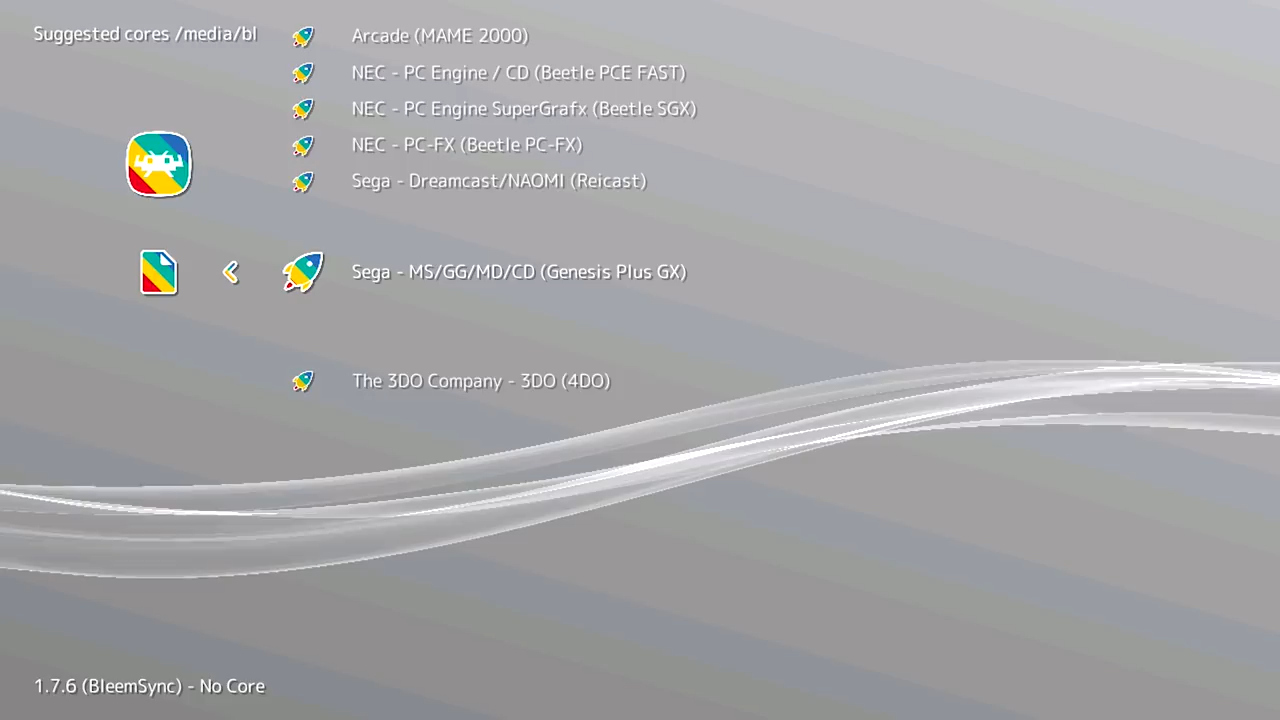 Suggested cores /media/bl
Arcade (MAME 2000)
NEC - PC Engine / CD (Beetle PCE FAST)
NEC - PC Engine SuperGrafx (Beetle SGX)
NEC - PC-FX (Beetle PC-FX)
Sega - Dreamcast/NAOMI (Reicast)
Sega - MS/GG/MD/CD (Genesis Plus GX)
The 3DO Company - 3DO (4DO)
1.7.6 (BleemSync) - No Core